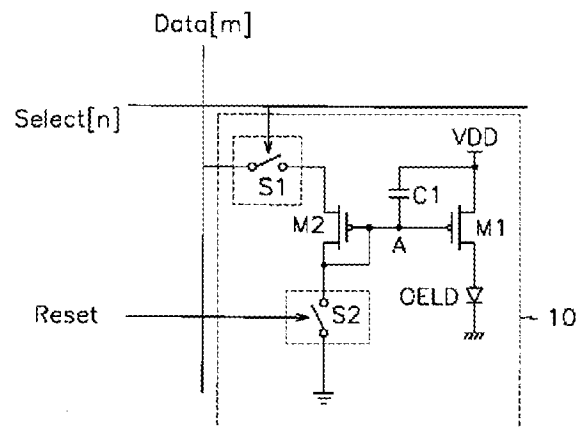 Data[m]
Select[n]
VDD
S1
C1
M2
A
M1
OELD
Reset
S2
10